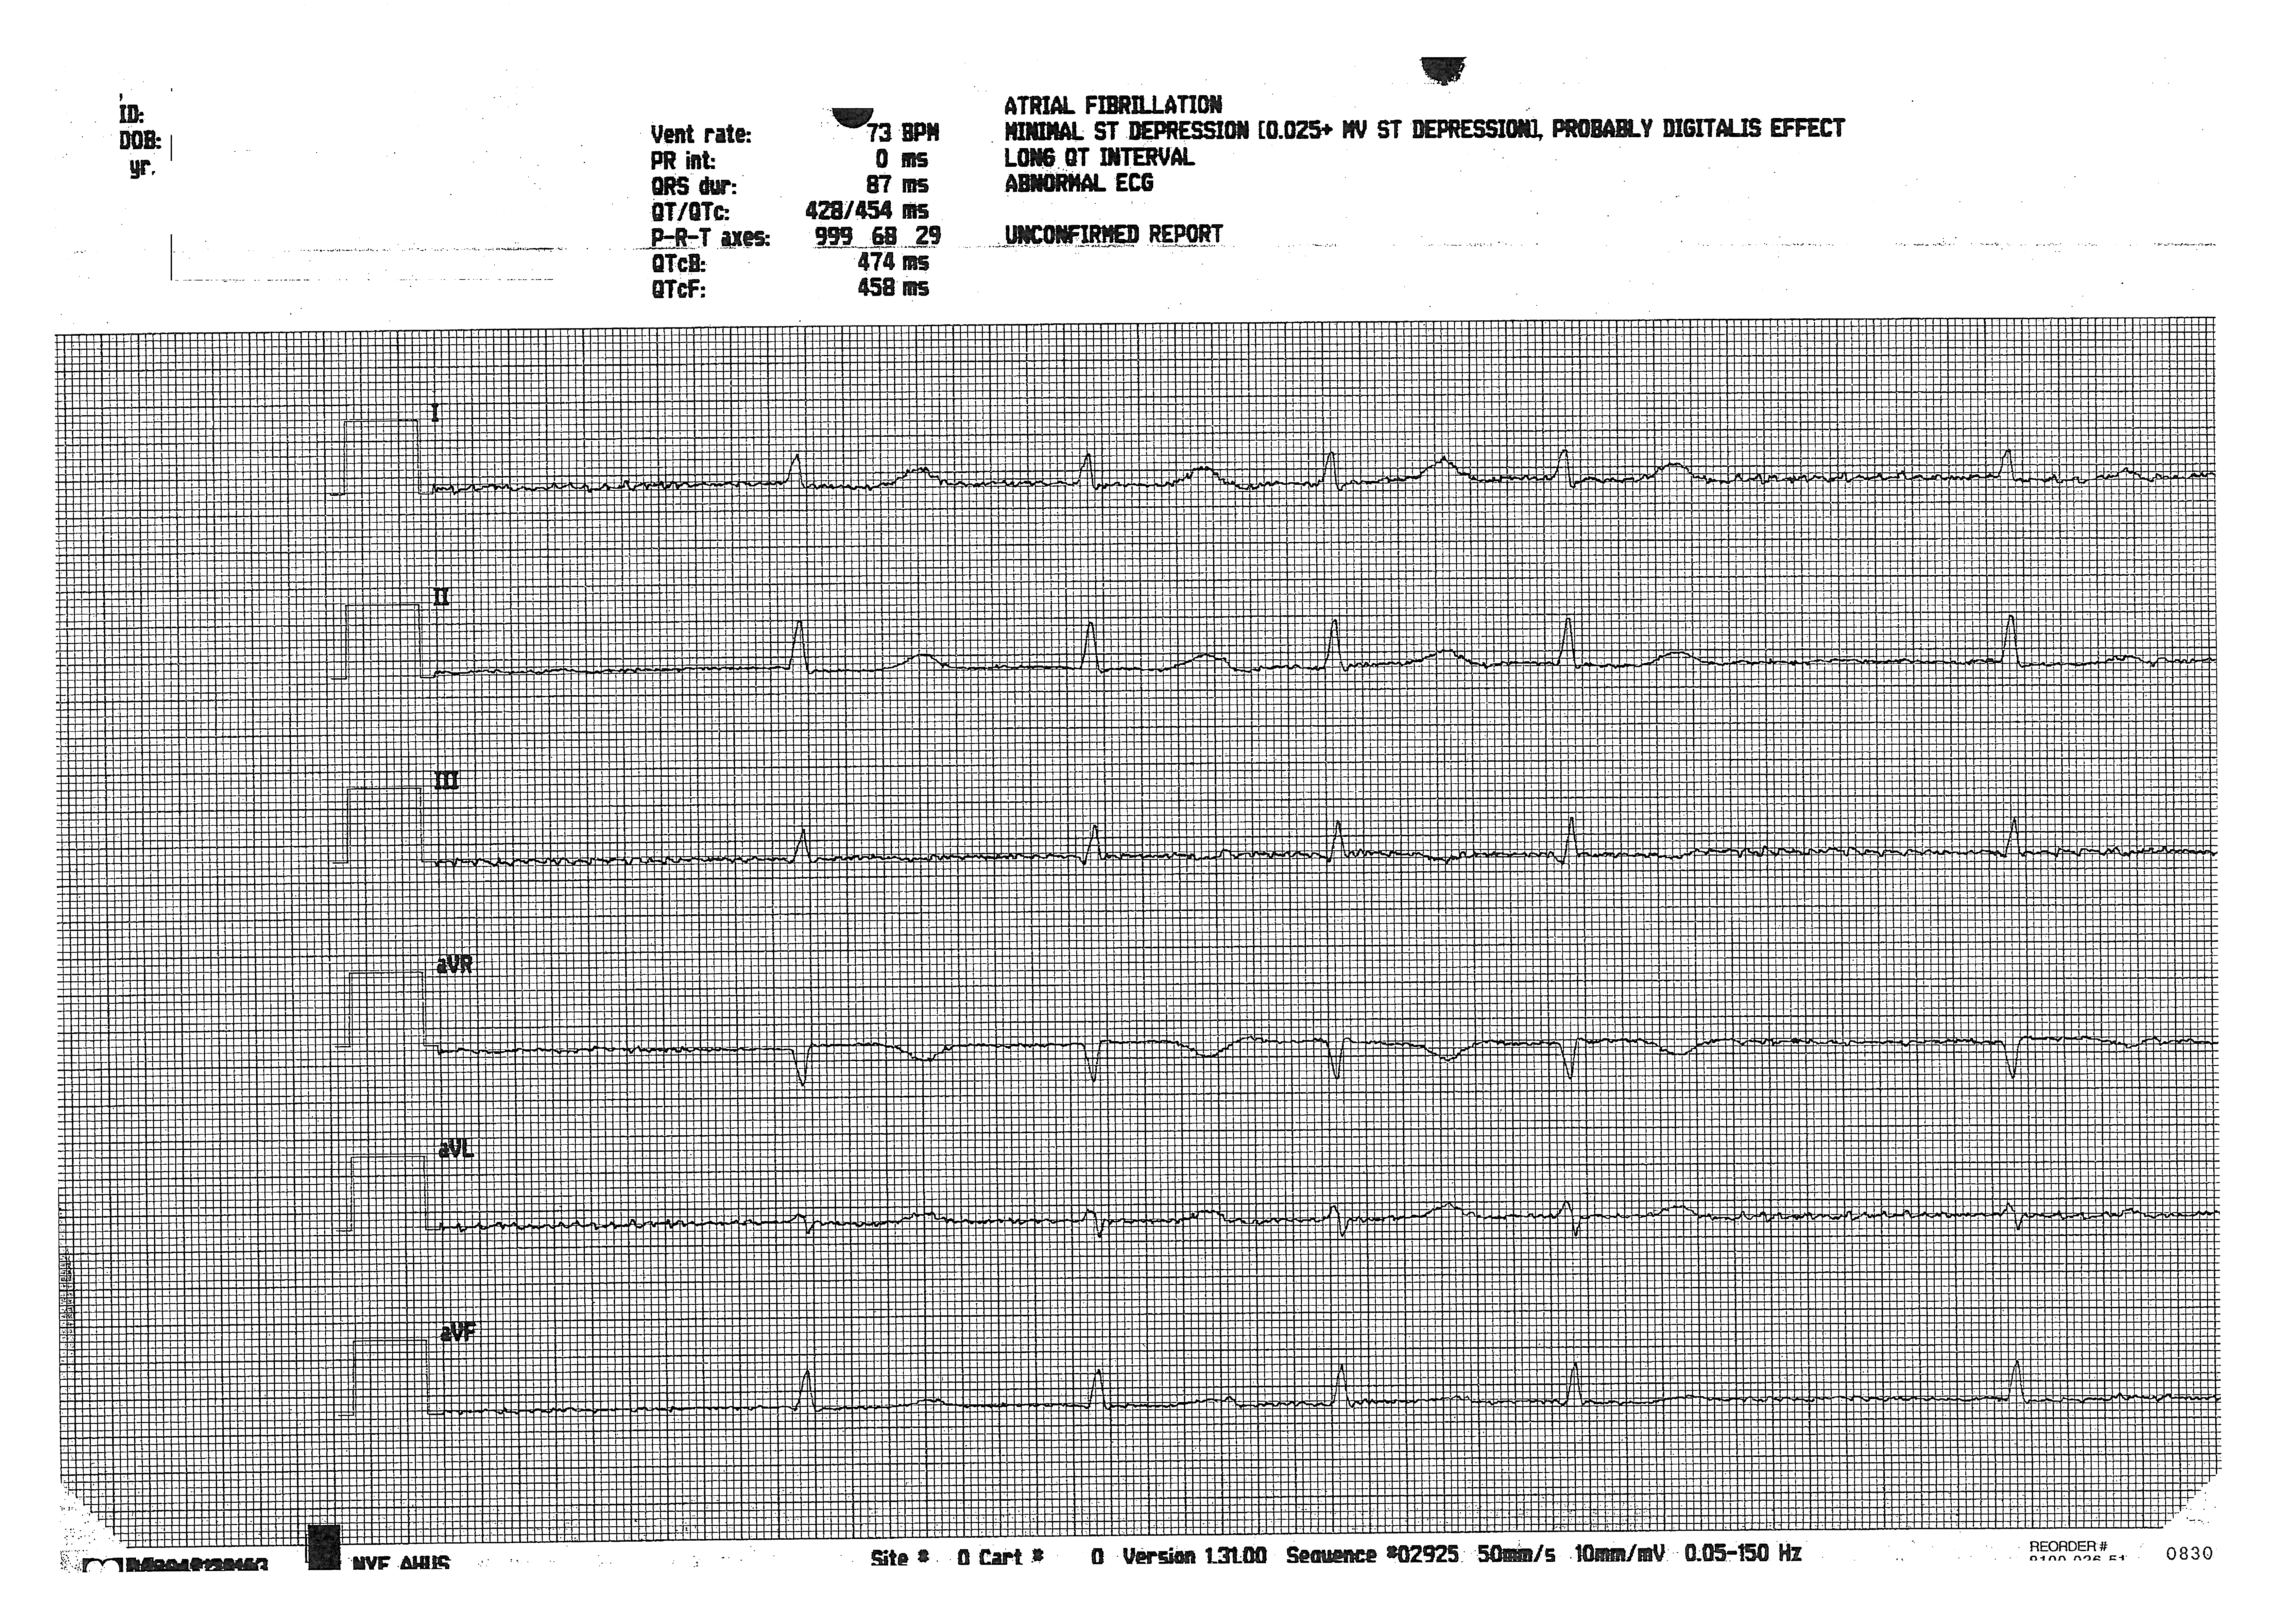 ID:
DOB:
yr.
Vent rate: 73 BPM
PR int: 0 ms
QRS dur: 87 ms
QT/QTc: 428/454 ms
P-R-T axes: 999 68 29
QTcB: 474 ms
QTcF: 458 ms
ATRIAL FIBRILLATION
MINIMAL ST DEPRESSION [0.025+ MV ST DEPRESSION], PROBABLY DIGITALIS EFFECT
LONG QT INTERVAL
ABNORMAL ECG
UNCONFIRMED REPORT
I
II
III
aVR
aVL
aVF
NYE AHUS
Site # 0 Cart # 0 Version 1.31.00 Sequence #02925 50mm/s 10mm/mV 0.05-150 Hz
REORDER #
0830